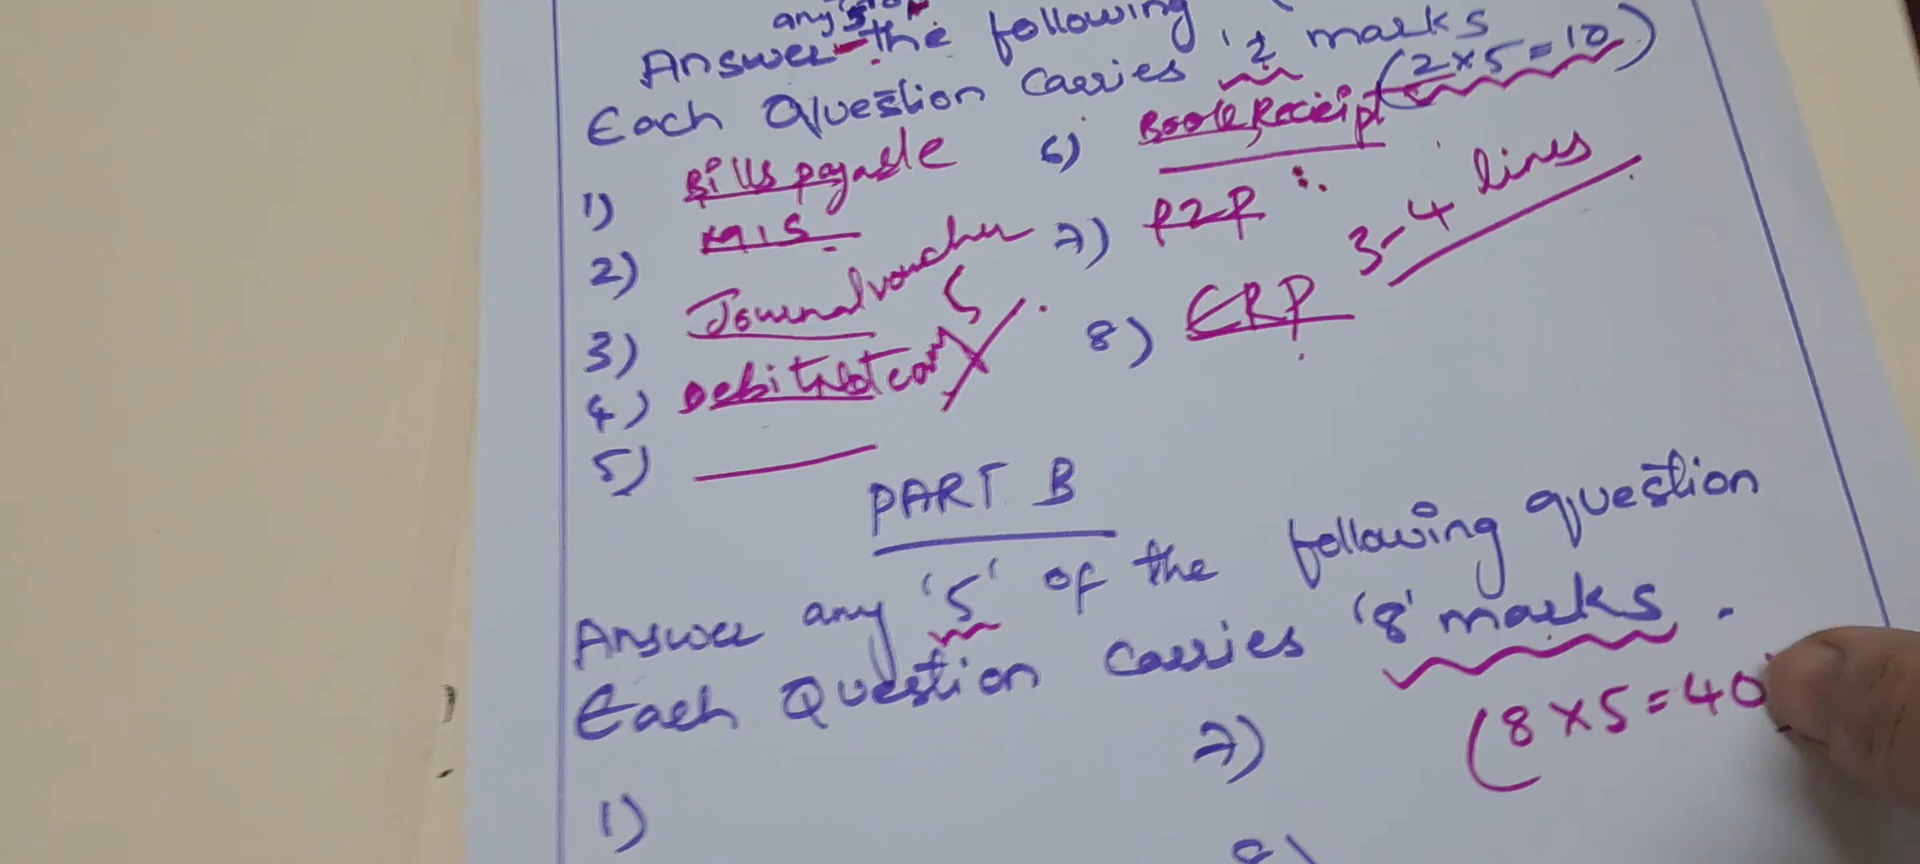 any '5' of
Answer the following
Each Question carries '2' marks
(2×5=10)
1) Bills payable
2) MIS
3) Journal voucher
4) Debit Note
5)
6) Book Receipt
7) P2P
8) ERP
3-4 lines
PART B
Answer any '5' of the following question
Each Question carries '8' marks.
(8×5=40
1)
7)